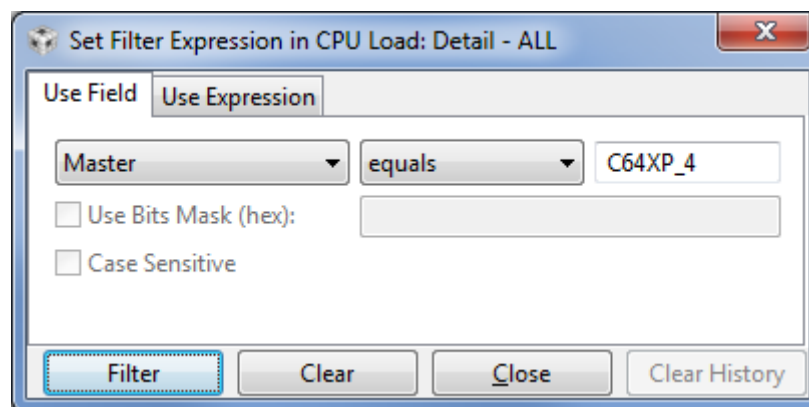 Set Filter Expression in CPU Load: Detail - ALL
Use Field Use Expression
Master equals C64XP_4
Use Bits Mask (hex):
Case Sensitive
Filter Clear Close Clear History